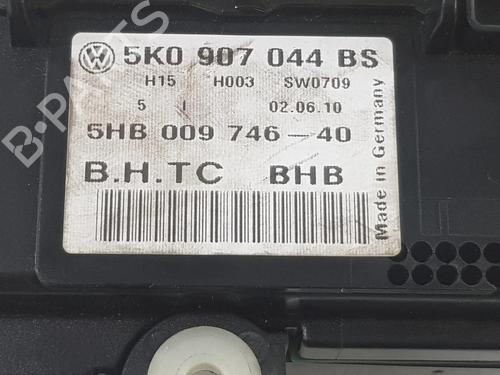 5K0 907 044 BS
H15 H003 SW0709
5 I 02.06.10
5HB 009 746-40
B.H.TC BHB
Made in Germany
B-PARTS